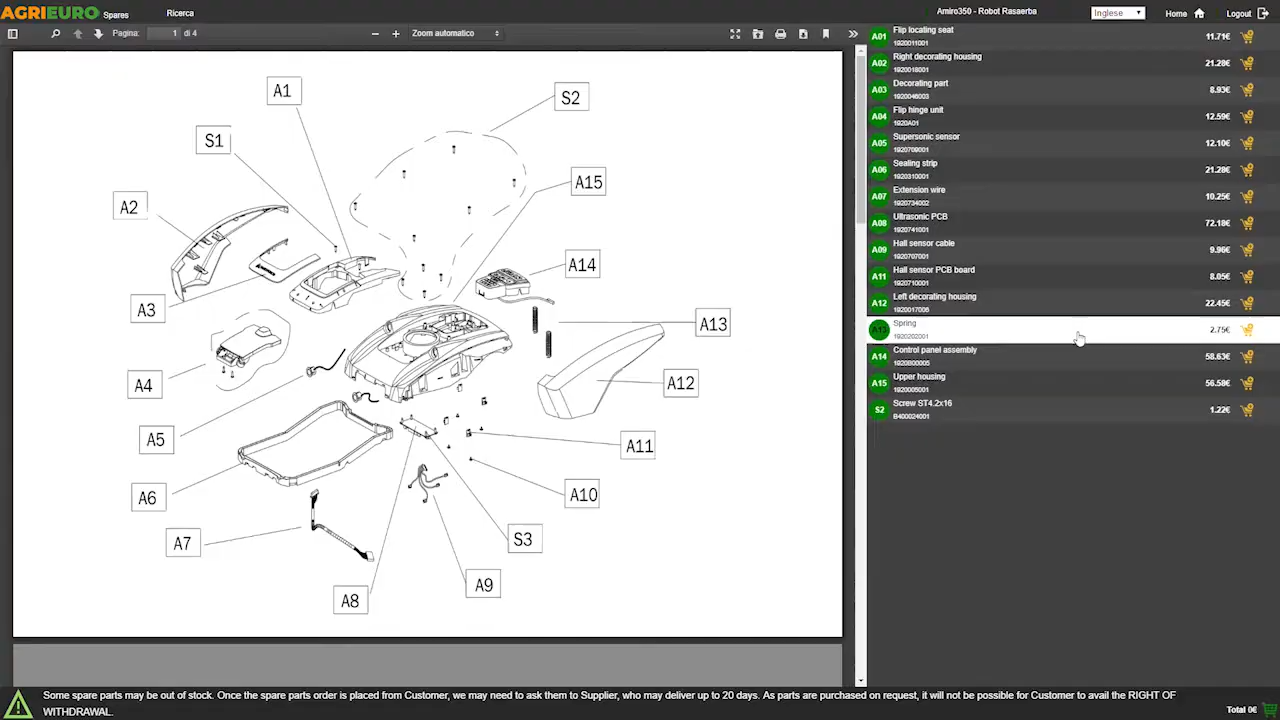 AGRIEURO Spares Ricerca Amiro350 - Robot Rasaerba Inglese Home Logout
Pagina: 1 di 4 Zoom automatico
A1
S2
S1
A15
A2
A14
A3
A13
A4
A12
A5
A11
A6
A10
A7
S3
A9
A8
A01 Flip locating seat 11.71€
1920011001
A02 Right decorating housing 21.28€
1920018001
A03 Decorating part 8.93€
1920046003
A04 Flip hinge unit 12.59€
1920A01
A05 Supersonic sensor 12.10€
1920709001
A06 Sealing strip 21.28€
1920310001
A07 Extension wire 10.25€
1920734002
A08 Ultrasonic PCB 72.18€
1920741001
A09 Hall sensor cable 9.96€
1920707001
A11 Hall sensor PCB board 8.05€
1920710001
A12 Left decorating housing 22.45€
1920017006
A13 Spring 2.75€
1920202001
A14 Control panel assembly 58.63€
A15 Upper housing 56.58€
1920005001
S2 Screw ST4.2x16 1.22€
B400024001
Some spare parts may be out of stock. Once the spare parts order is placed from Customer, we may need to ask them to Supplier, who may deliver up to 20 days. As parts are purchased on request, it will not be possible for Customer to avail the RIGHT OF
WITHDRAWAL.
Total 0€